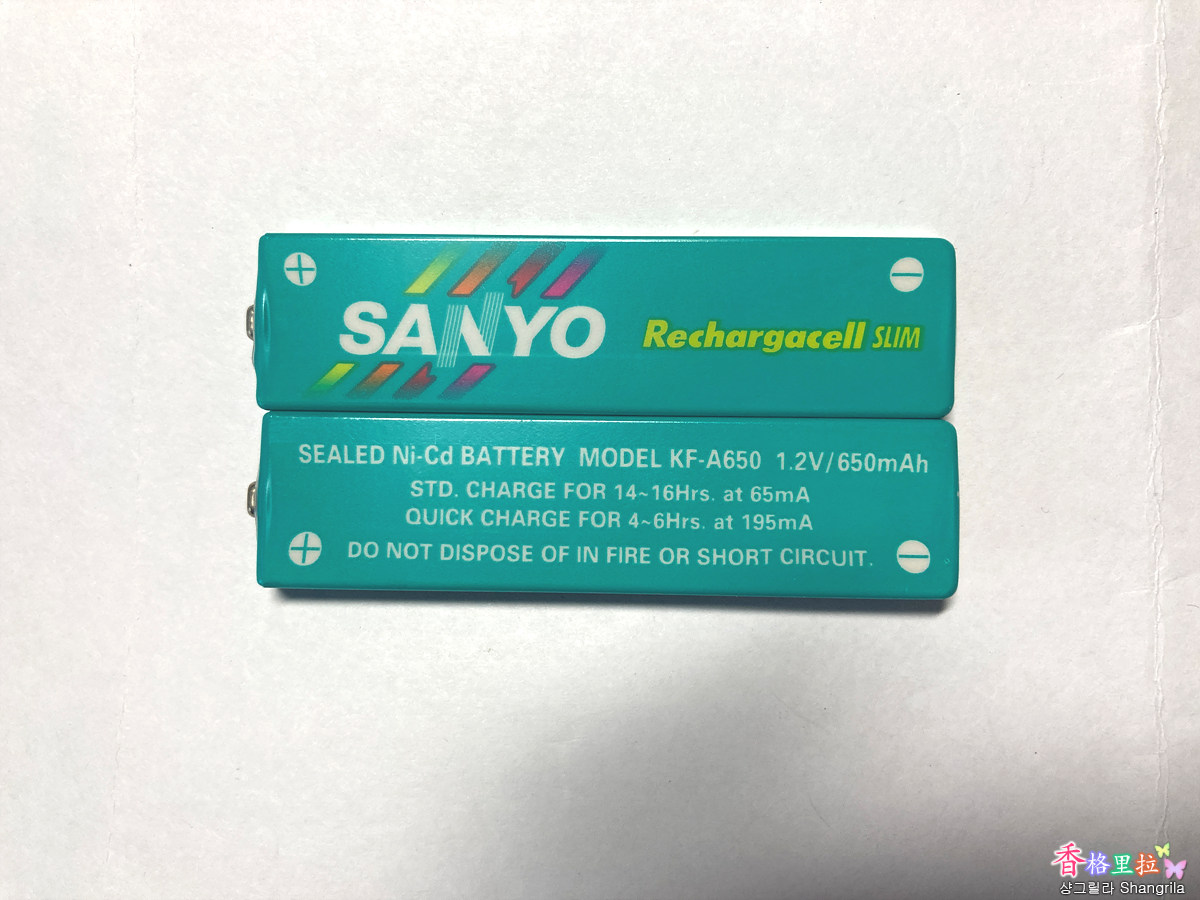 SANYO
Rechargacell SLIM
SEALED Ni-Cd BATTERY MODEL KF-A650 1.2V/650mAh
STD. CHARGE FOR 14~16Hrs. at 65mA
QUICK CHARGE FOR 4~6Hrs. at 195mA
DO NOT DISPOSE OF IN FIRE OR SHORT CIRCUIT.
香格里拉
샹그릴라 Shangrila